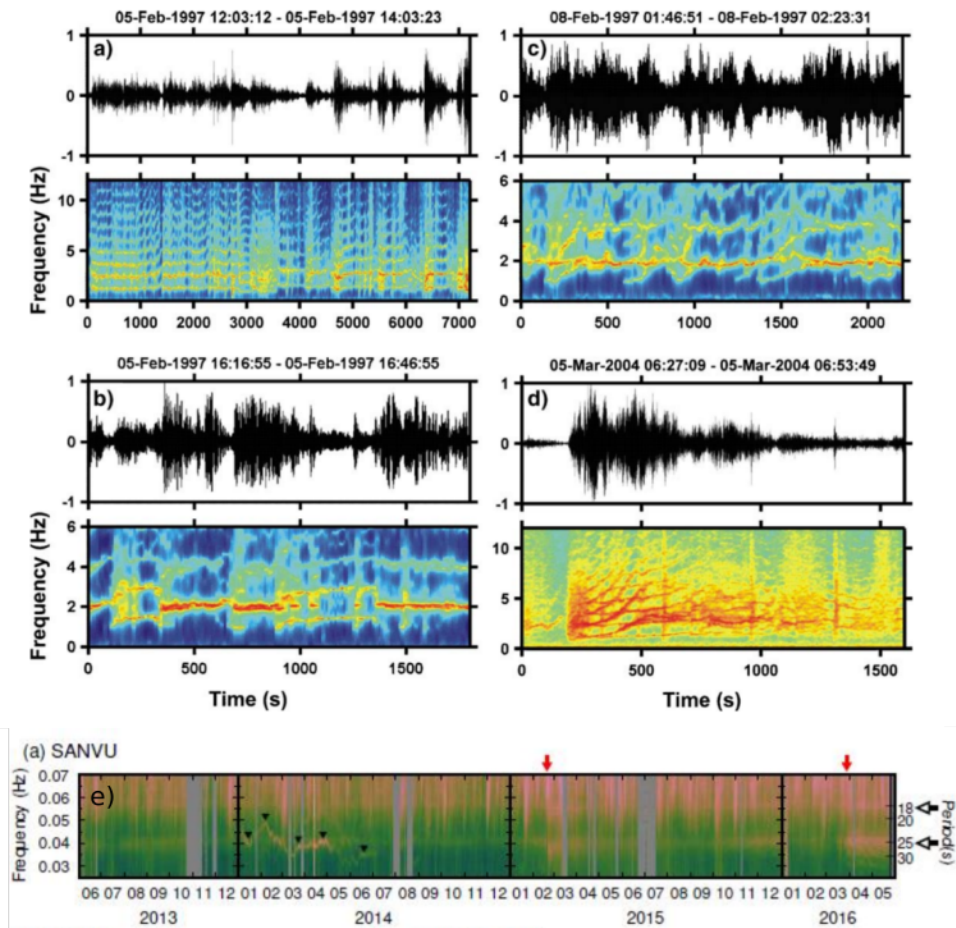 05-Feb-1997 12:03:12 - 05-Feb-1997 14:03:23
a)
1
0
-1
Frequency (Hz)
10
5
0
0 1000 2000 3000 4000 5000 6000 7000
08-Feb-1997 01:46:51 - 08-Feb-1997 02:23:31
c)
1
0
-1
6
4
2
0
0 500 1000 1500 2000
05-Feb-1997 16:16:55 - 05-Feb-1997 16:46:55
b)
1
0
-1
Frequency (Hz)
6
4
2
0
0 500 1000 1500
Time (s)
05-Mar-2004 06:27:09 - 05-Mar-2004 06:53:49
d)
1
0
-1
10
5
0
0 500 1000 1500
Time (s)
(a) SANVU
e)
Frequency (Hz)
0.07
0.06
0.05
0.04
0.03
18
20
25
30
Period(s)
06 07 08 09 10 11 12 01 02 03 04 05 06 07 08 09 10 11 12 01 02 03 04 05 06 07 08 09 10 11 12 01 02 03 04 05
2013 2014 2015 2016